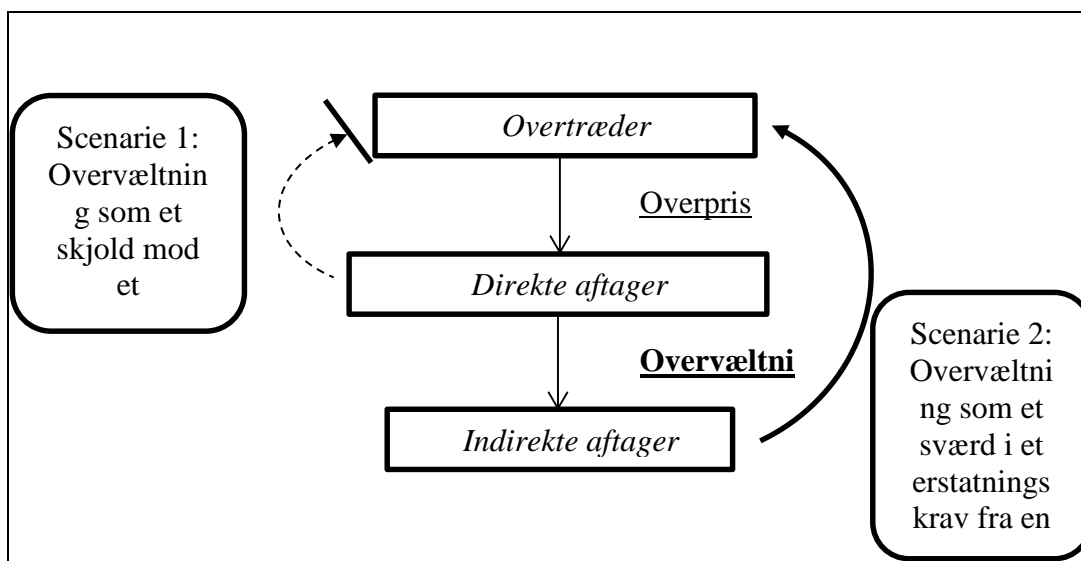 Scenarie 1:
Overvæltnin
g som et
skjold mod
et
Overtræder
Overpris
Direkte aftager
Overvæltni
Indirekte aftager
Scenarie 2:
Overvæltni
ng som et
sværd i et
erstatnings
krav fra en